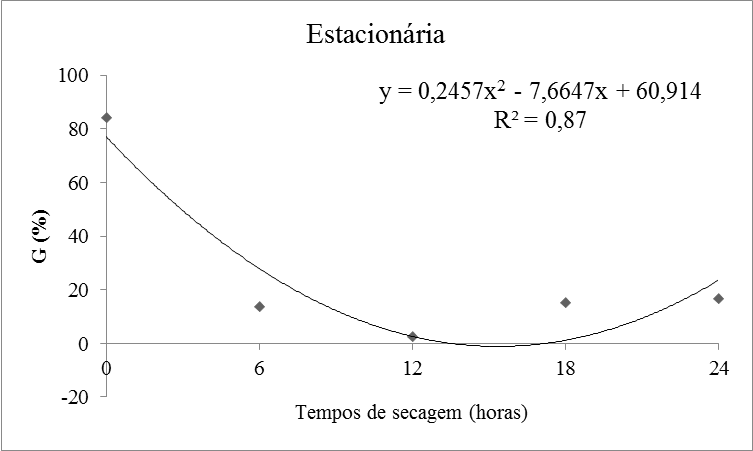 Estacionária
y = 0,2457x² - 7,6647x + 60,914
R² = 0,87
100
80
60
40
20
0
-20
G (%)
0 6 12 18 24
Tempos de secagem (horas)